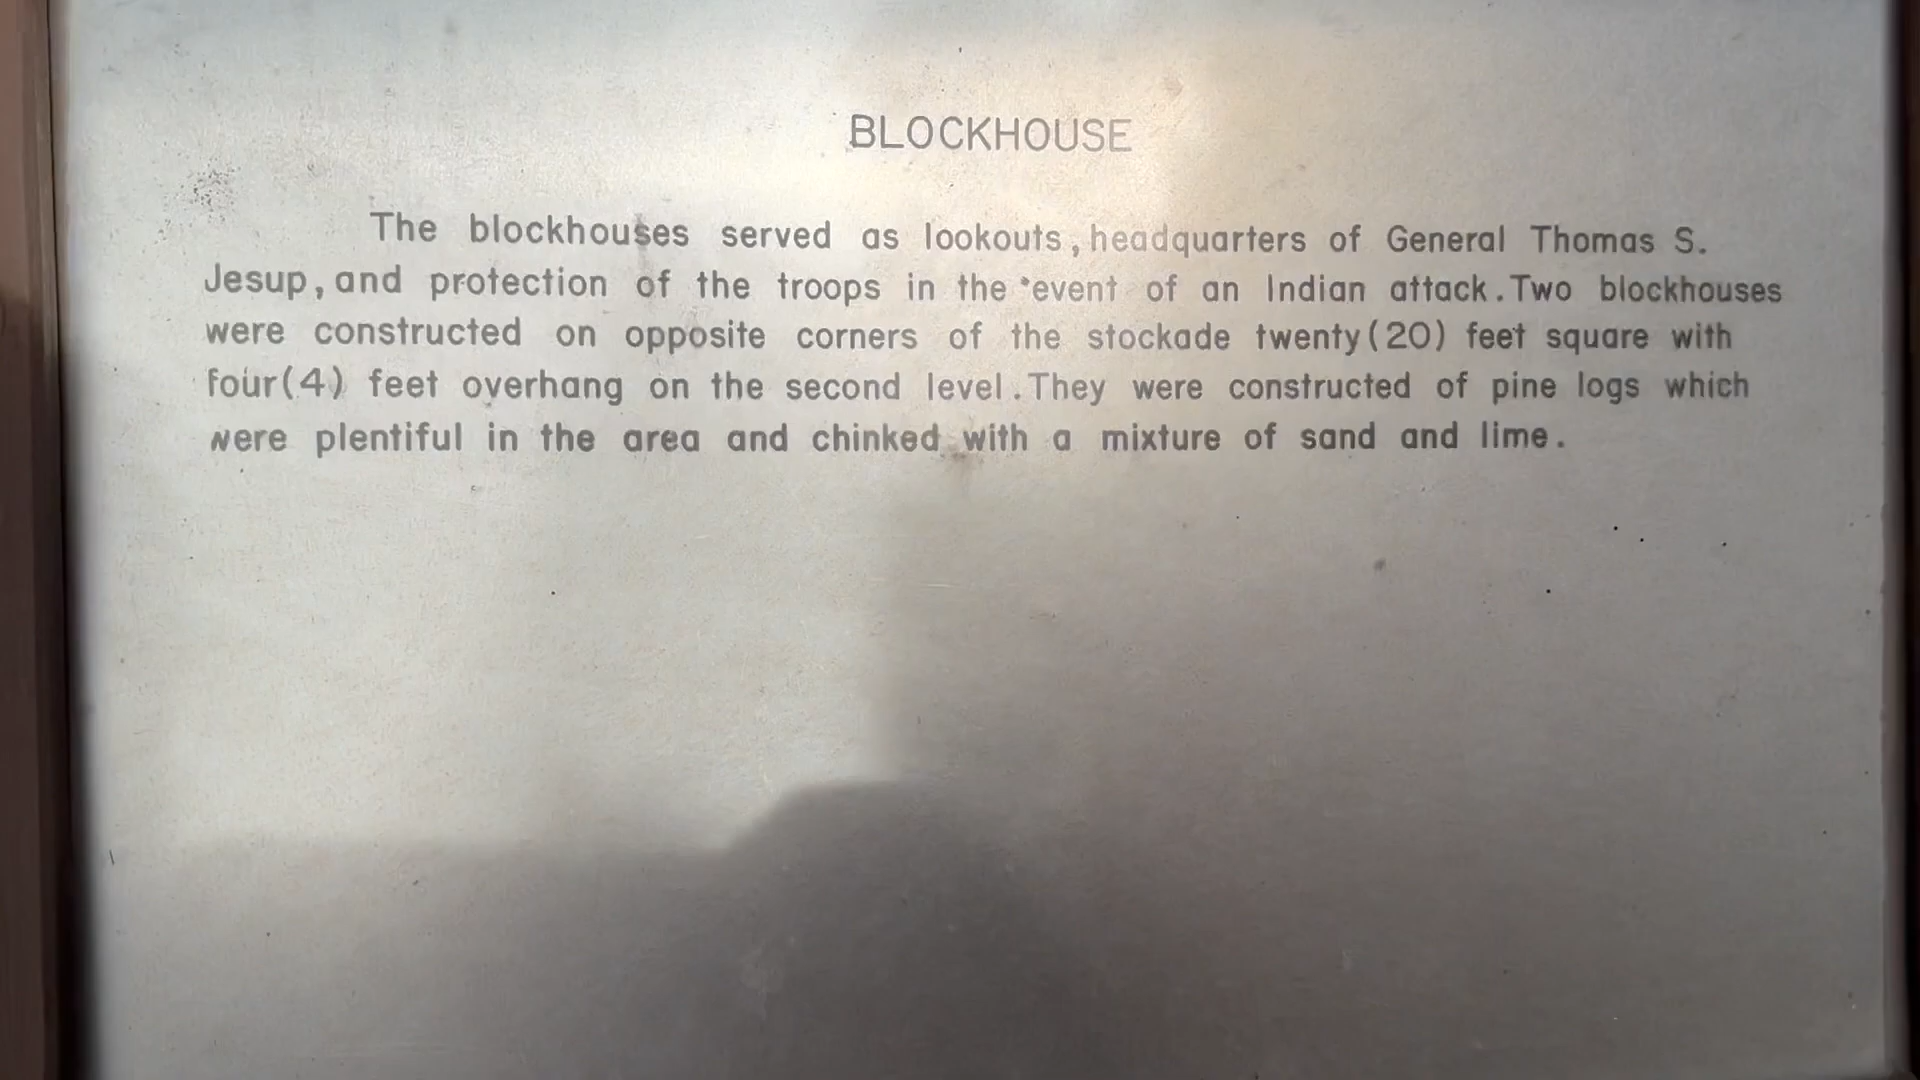 BLOCKHOUSE
The blockhouses served as lookouts, headquarters of General Thomas S.
Jesup, and protection of the troops in the event of an Indian attack. Two blockhouses
were constructed on opposite corners of the stockade twenty (20) feet square with
four (4) feet overhang on the second level. They were constructed of pine logs which
were plentiful in the area and chinked with a mixture of sand and lime.